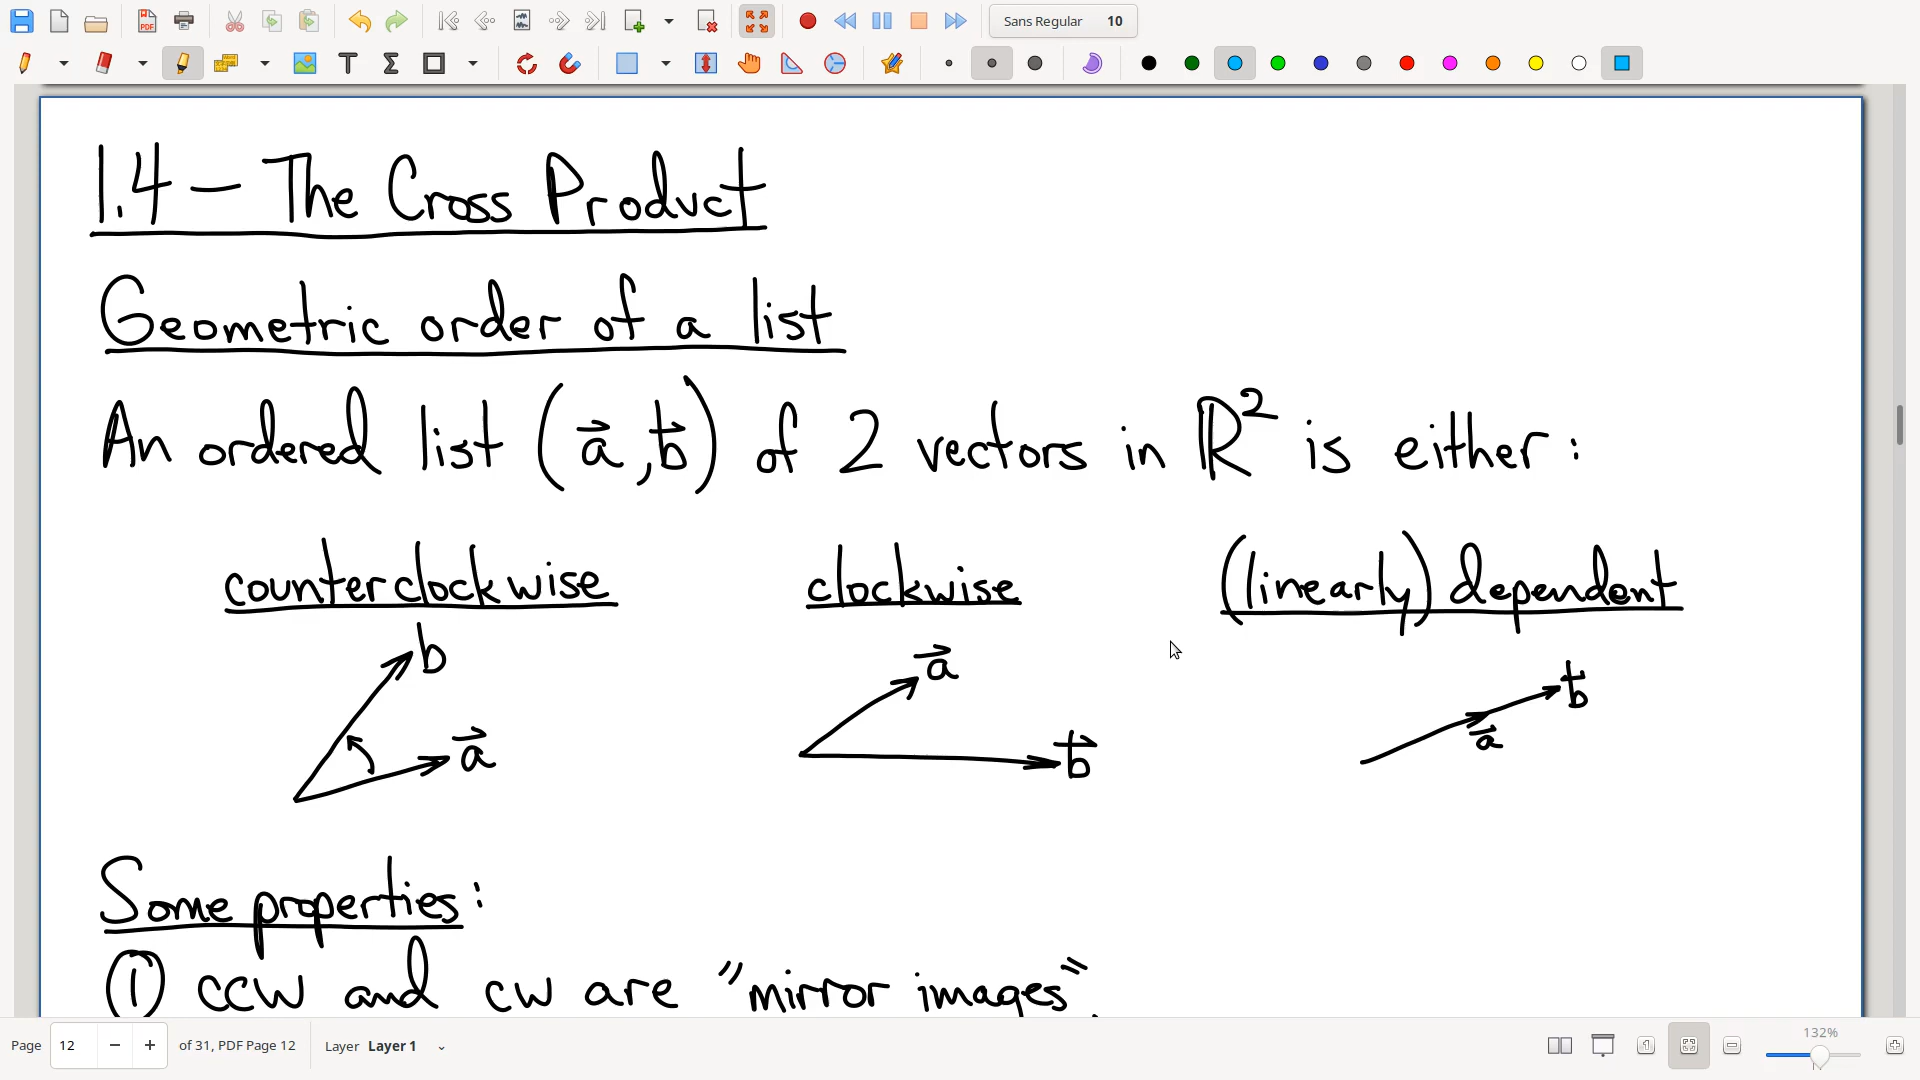 Sans Regular 10
1.4 — The Cross Product
Geometric order of a list
An ordered list (a⃗, b⃗) of 2 vectors in ℝ² is either:
counterclockwise clockwise (linearly) dependent
b a⃗ a⃗ b⃗ b⃗ a⃗
Some properties:
① CCW and CW are "mirror images".
Page 12 − + of 31, PDF Page 12 Layer Layer 1 132%